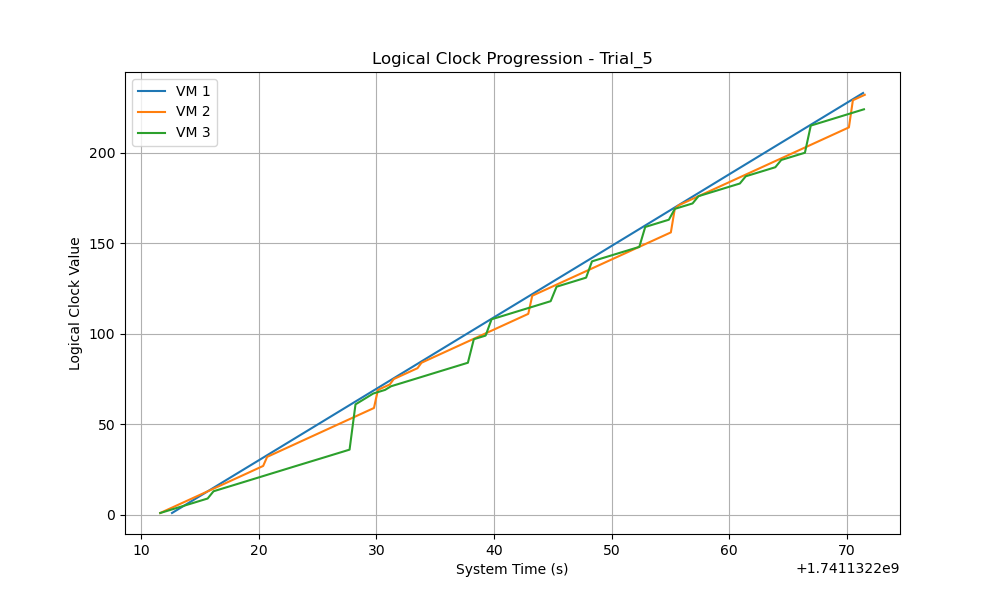 Logical Clock Progression - Trial_5
VM 1
VM 2
VM 3
200
150
100
50
0
Logical Clock Value
10 20 30 40 50 60 70
System Time (s)
+1.7411322e9